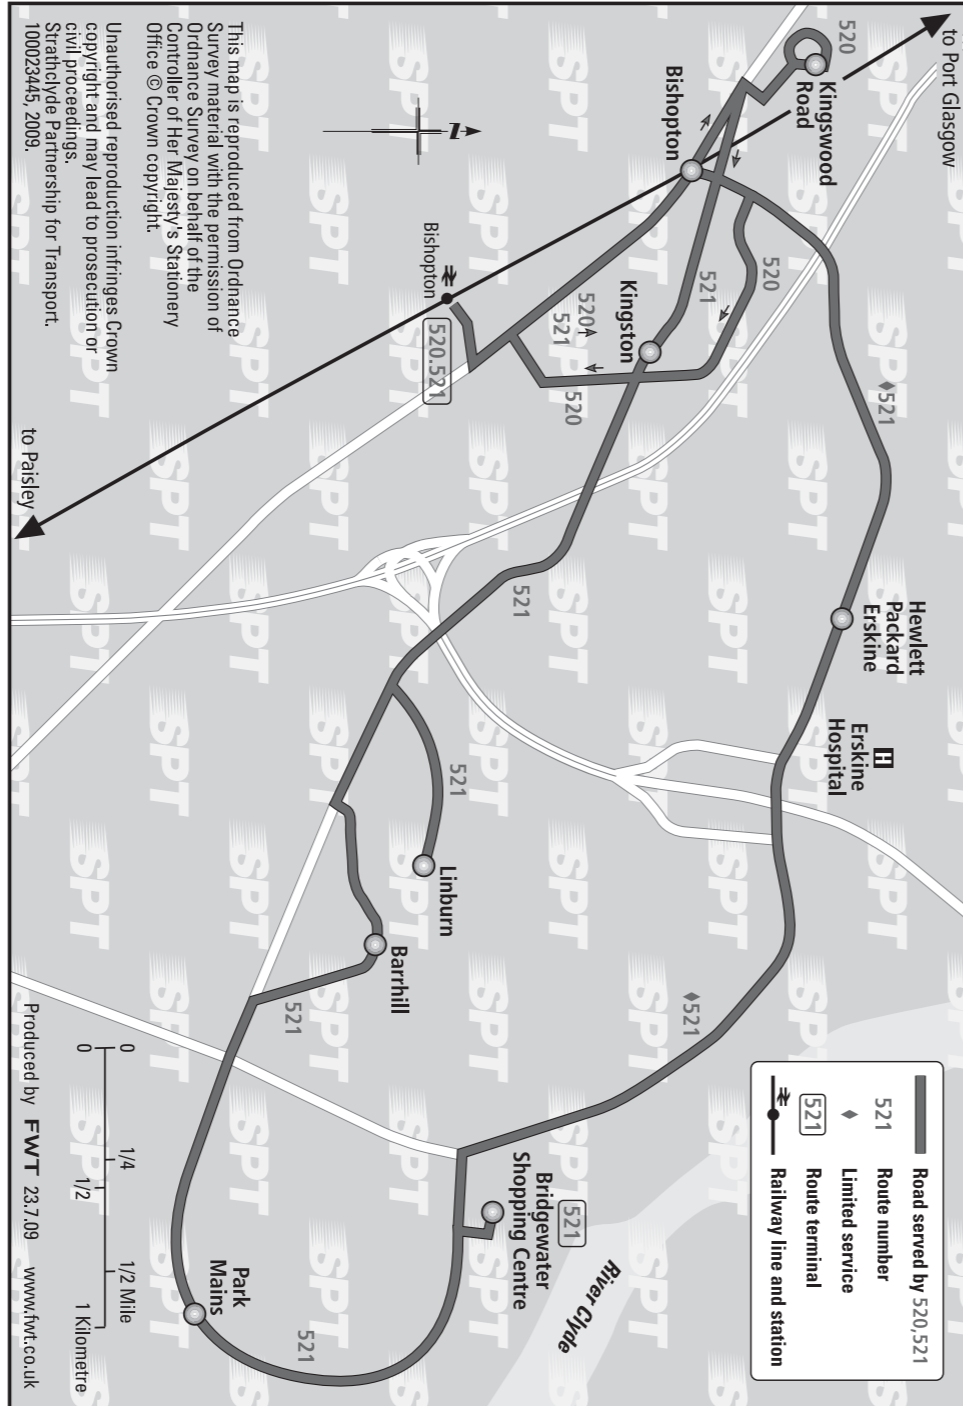 to Port Glasgow
520
Kingswood
Road
Bishopton
520
521
Kingston
520
521
520
♦521
Bishopton
520.521
N
to Paisley
Hewlett
Packard
Erskine
H
Erskine
Hospital
521
521
Linburn
Barrhill
521
♦521
521
Bridgewater
Shopping Centre
River Clyde
Park
Mains
521
Road served by 520,521
521 Route number
♦ Limited service
521 Route terminal
Railway line and station
This map is reproduced from Ordnance
Survey material with the permission of
Ordnance Survey on behalf of the
Controller of Her Majesty's Stationery
Office © Crown copyright.
Unauthorised reproduction infringes Crown
copyright and may lead to prosecution or
civil proceedings.
Strathclyde Partnership for Transport.
100023445, 2009.
0 1/4 1/2 Mile
0 1/2 1 Kilometre
Produced by FWT 23.7.09 www.fwt.co.uk
SPT